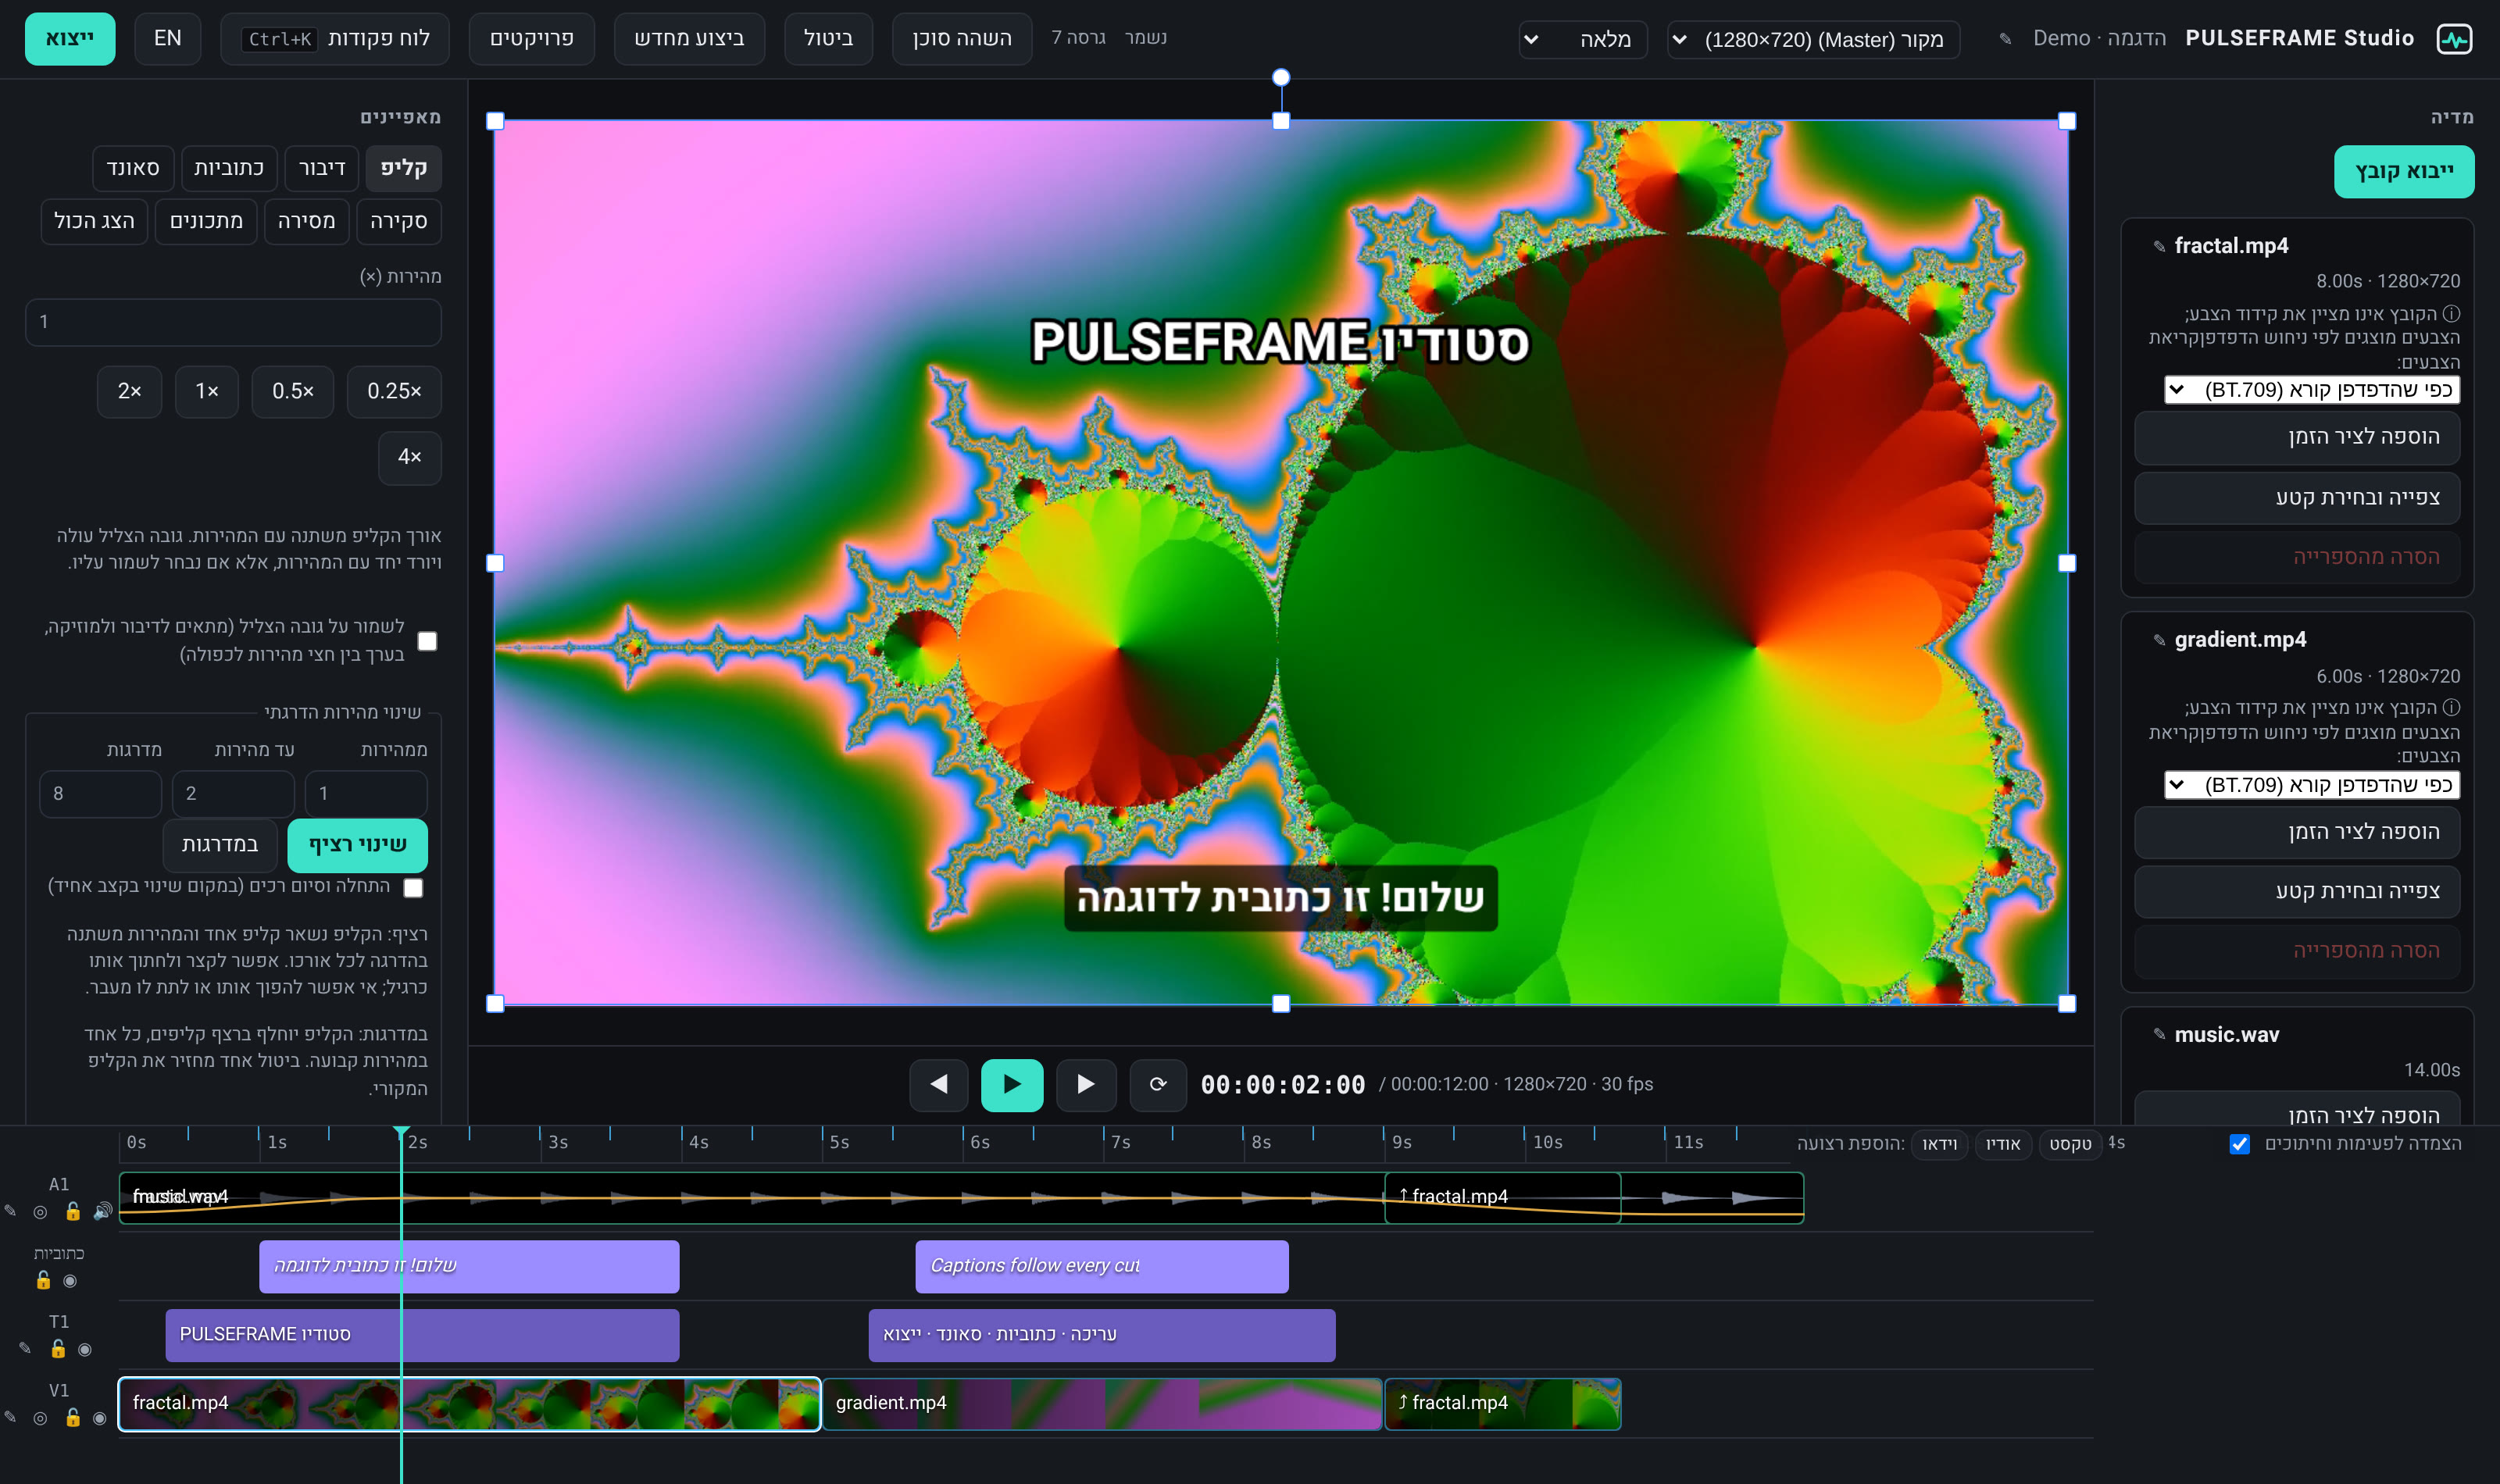 PULSEFRAME Studio
הדגמה · Demo
מקור (Master) (1280×720)
מלאה
נשמר
גרסה 7
השהה סוכן
ביטול
ביצוע מחדש
פרויקטים
לוח פקודות Ctrl+K
EN
ייצוא
מדיה
ייבוא קובץ
fractal.mp4
8.00s · 1280×720
ⓘ הקובץ אינו מציין את קידוד הצבע;
הצבעים מוצגים לפי ניחוש הדפדפןקריאת
הצבעים:
כפי שהדפדפן קורא (BT.709)
הוספה לציר הזמן
צפייה ובחירת קטע
הסרה מהספרייה
gradient.mp4
6.00s · 1280×720
ⓘ הקובץ אינו מציין את קידוד הצבע;
הצבעים מוצגים לפי ניחוש הדפדפןקריאת
הצבעים:
כפי שהדפדפן קורא (BT.709)
הוספה לציר הזמן
צפייה ובחירת קטע
הסרה מהספרייה
music.wav
14.00s
הוספה לציר הזמן
סטודיו PULSEFRAME
שלום! זו כתובית לדוגמה
00:00:02:00 / 00:00:12:00 · 1280×720 · 30 fps
מאפיינים
קליפ
דיבור
כתוביות
סאונד
סקירה
מסירה
מתכונים
הצג הכול
מהירות (×)
1
0.25×
0.5×
1×
2×
4×
אורך הקליפ משתנה עם המהירות. גובה הצליל עולה
ויורד יחד עם המהירות, אלא אם נבחר לשמור עליו.
לשמור על גובה הצליל (מתאים לדיבור ולמוזיקה,
בערך בין חצי מהירות לכפולה)
שינוי מהירות הדרגתי
ממהירות
עד מהירות
מדרגות
1
2
8
שינוי רציף
במדרגות
התחלה וסיום רכים (במקום שינוי בקצב אחיד)
רציף: הקליפ נשאר קליפ אחד והמהירות משתנה
בהדרגה לכל אורכו. אפשר לקצר ולחתוך אותו
כרגיל; אי אפשר להפוך אותו או לתת לו מעבר.
במדרגות: הקליפ יוחלף ברצף קליפים, כל אחד
במהירות קבועה. ביטול אחד מחזיר את הקליפ
המקורי.
הצמדה לפעימות וחיתוכים
הוספת רצועה:
וידאו
אודיו
טקסט
4s
0s 1s 2s 3s 4s 5s 6s 7s 8s 9s 10s 11s
A1
fractal.mp4
music.wav
⤴ fractal.mp4
כתוביות
שלום! זו כתובית לדוגמה
Captions follow every cut
T1
סטודיו PULSEFRAME
עריכה · כתוביות · סאונד · ייצוא
V1
fractal.mp4
gradient.mp4
⤴ fractal.mp4